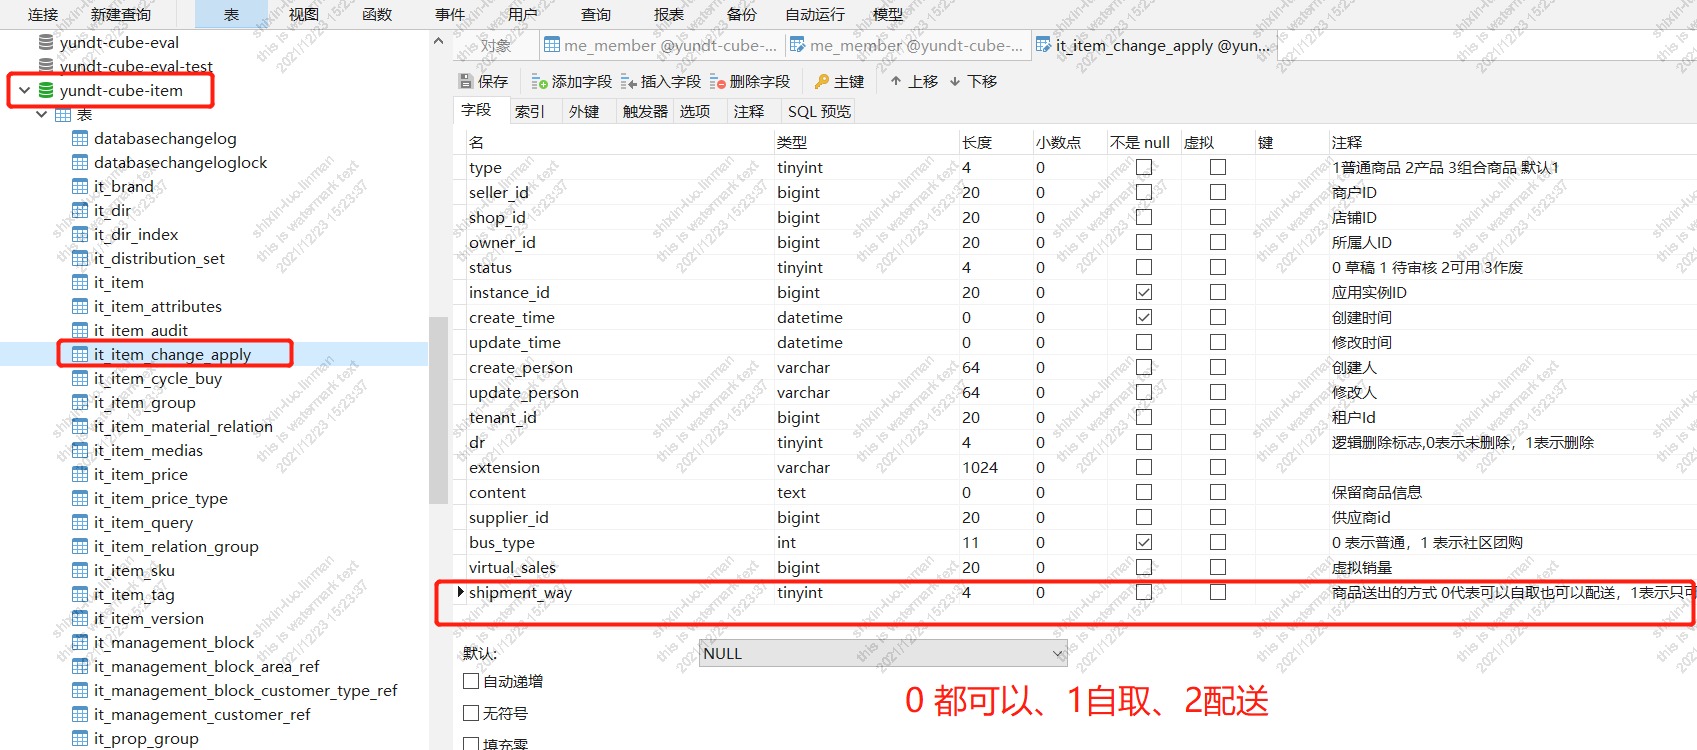 连接 新建查询 表 视图 函数 事件 用户 查询 报表 备份 自动运行 模型
yundt-cube-eval
yundt-cube-eval-test
yundt-cube-item
表
databasechangelog
databasechangeloglock
it_brand
it_dir
it_dir_index
it_distribution_set
it_item
it_item_attributes
it_item_audit
it_item_change_apply
it_item_cycle_buy
it_item_group
it_item_material_relation
it_item_medias
it_item_price
it_item_price_type
it_item_query
it_item_relation_group
it_item_sku
it_item_tag
it_item_version
it_management_block
it_management_block_area_ref
it_management_block_customer_type_ref
it_management_customer_ref
it_prop_group
对象 me_member @yundt-cube-... me_member @yundt-cube-... it_item_change_apply @yun...
保存 添加字段 插入字段 删除字段 主键 上移 下移
字段 索引 外键 触发器 选项 注释 SQL 预览
名 类型 长度 小数点 不是 null 虚拟 键 注释
type tinyint 4 0 1普通商品 2产品 3组合商品 默认1
seller_id bigint 20 0 商户ID
shop_id bigint 20 0 店铺ID
owner_id bigint 20 0 所属人ID
status tinyint 4 0 0 草稿 1 待审核 2可用 3作废
instance_id bigint 20 0 应用实例ID
create_time datetime 0 0 创建时间
update_time datetime 0 0 修改时间
create_person varchar 64 0 创建人
update_person varchar 64 0 修改人
tenant_id bigint 20 0 租户Id
dr tinyint 4 0 逻辑删除标志,0表示未删除，1表示删除
extension varchar 1024 0
content text 0 0 保留商品信息
supplier_id bigint 20 0 供应商id
bus_type int 11 0 0 表示普通，1 表示社区团购
virtual_sales bigint 20 0 虚拟销量
shipment_way tinyint 4 0 商品送出的方式 0代表可以自取也可以配送，1表示只可
默认: NULL
自动递增
无符号
填充零
0 都可以、1自取、2配送
shixin-luo.linman
this is watermark text
2021/12/23 15:23:37